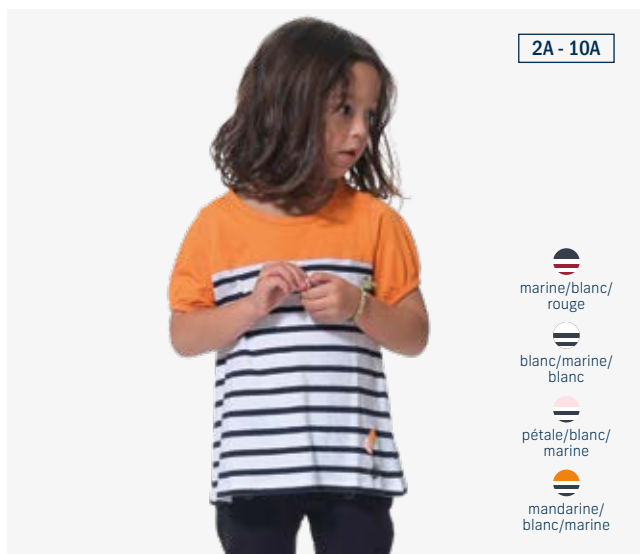 2A - 10A
marine/blanc/
rouge
blanc/marine/
blanc
pétale/blanc/
marine
mandarine/
blanc/marine